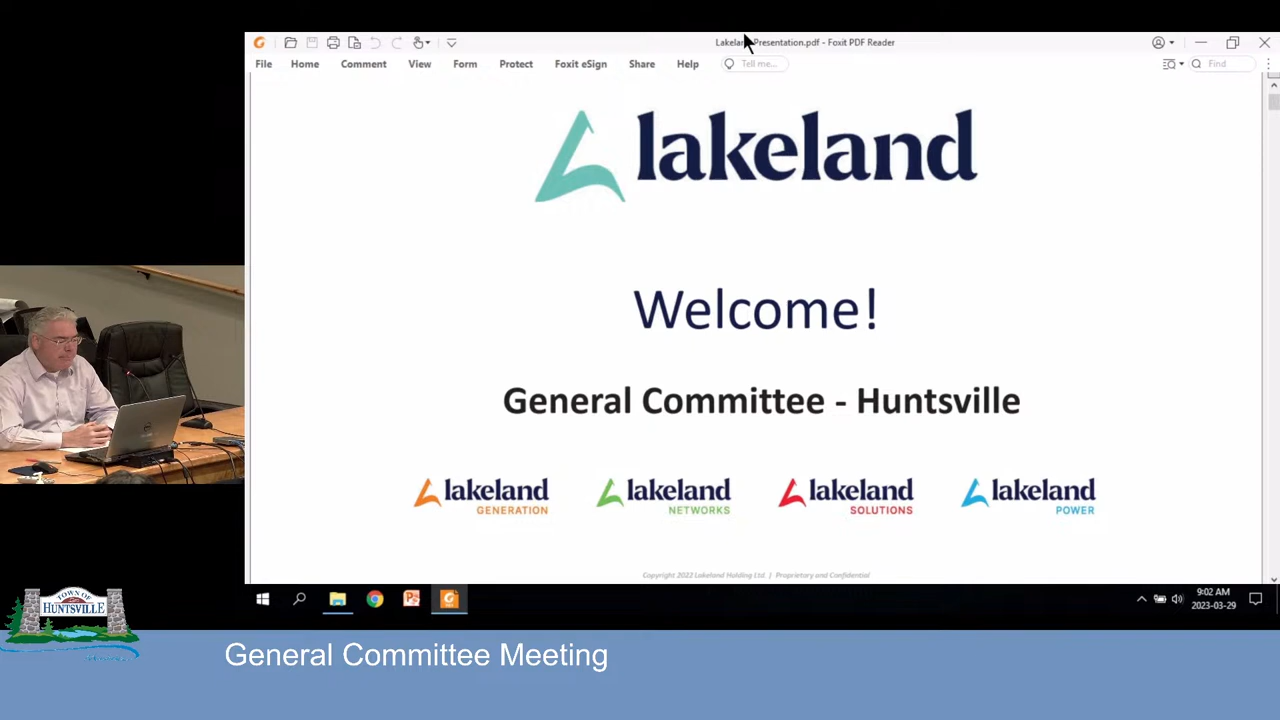 Lakeland Presentation.pdf - Foxit PDF Reader
File Home Comment View Form Protect Foxit eSign Share Help Tell me... Find
lakeland
Welcome!
General Committee - Huntsville
lakeland GENERATION
lakeland NETWORKS
lakeland SOLUTIONS
lakeland POWER
Copyright 2022 Lakeland Holding Ltd. | Proprietary and Confidential
9:02 AM
2023-03-29
TOWN OF
HUNTSVILLE
General Committee Meeting